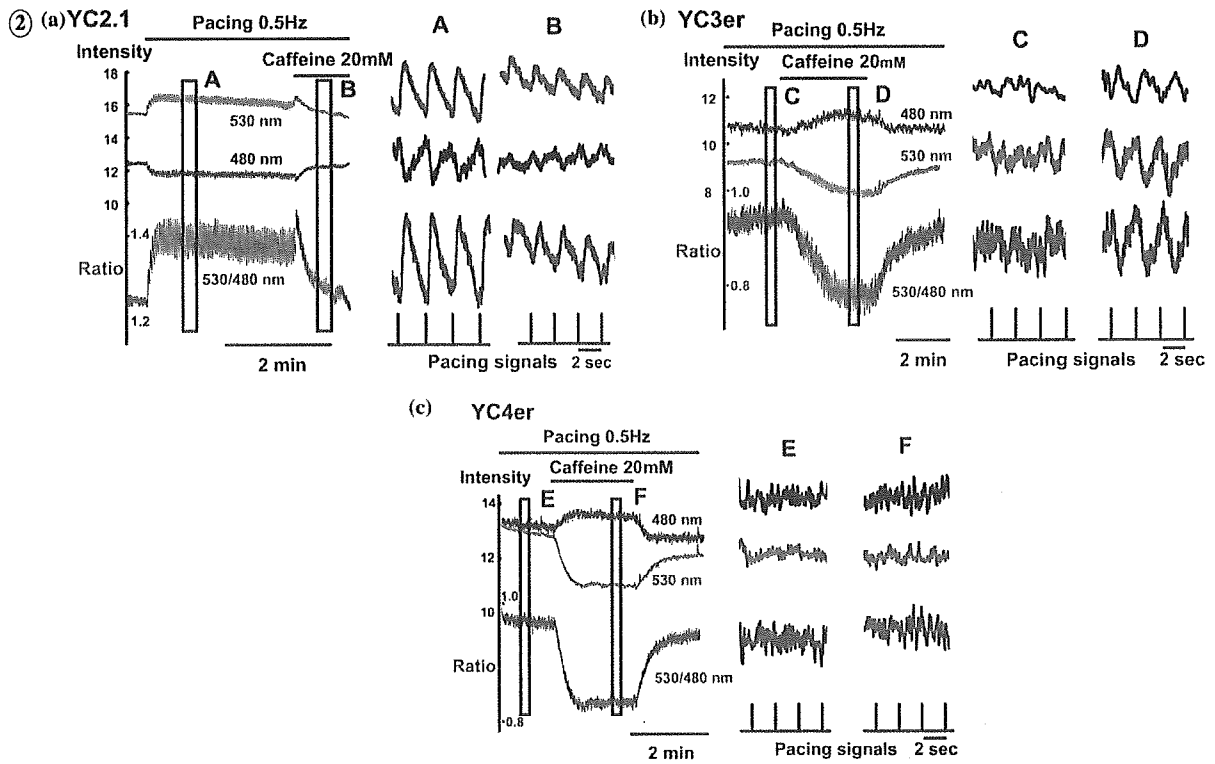 ② (a) YC2.1
Pacing 0.5Hz
Intensity
Caffeine 20mM
18
16
14
12
10
A
B
530 nm
480 nm
1.4
Ratio
530/480 nm
1.2
2 min
A
B
Pacing signals 2 sec
(b) YC3er
Pacing 0.5Hz
Intensity
Caffeine 20mM
12
10
8
C
D
480 nm
530 nm
1.0
Ratio
0.8
530/480 nm
2 min
C
D
Pacing signals 2 sec
(c) YC4er
Pacing 0.5Hz
Intensity
Caffeine 20mM
14
12
10
E
F
480 nm
530 nm
1.0
Ratio
530/480 nm
0.8
2 min
E
F
Pacing signals 2 sec